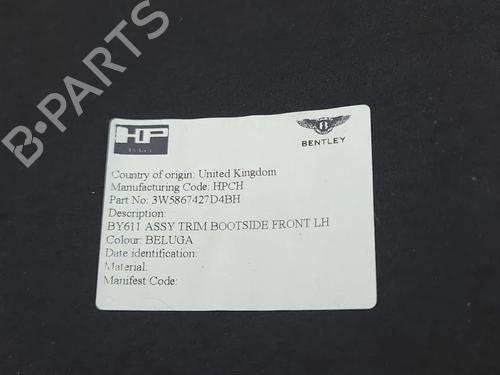 HP
BENTLEY
Country of origin: United Kingdom
Manufacturing Code: HPCH
Part No: 3W5867427D4BH
Description:
BY611 ASSY TRIM BOOTSIDE FRONT LH
Colour: BELUGA
Date identification:
Material:
Manifest Code:
B-PARTS